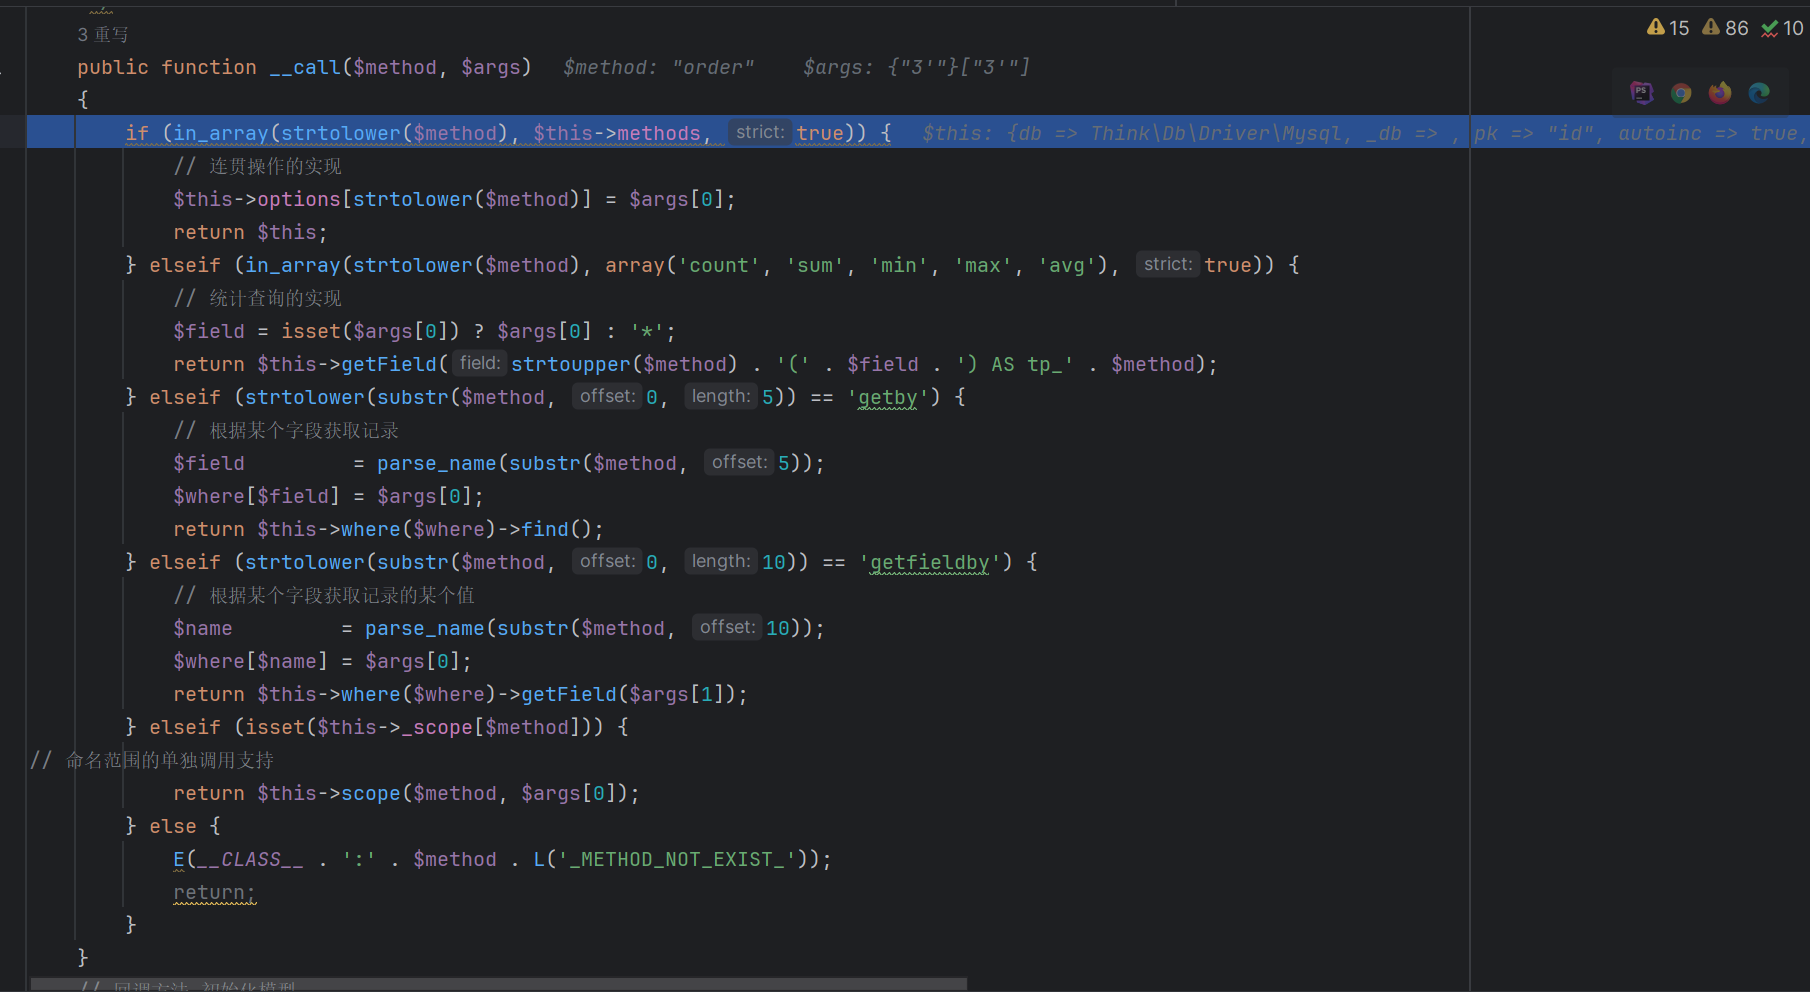 3 重写
15 86 10
public function __call($method, $args) $method: "order" $args: {"3'"}["3'"]
{
if (in_array(strtolower($method), $this->methods, strict: true)) { $this: {db => Think\Db\Driver\Mysql, _db => , pk => "id", autoinc => true,
// 连贯操作的实现
$this->options[strtolower($method)] = $args[0];
return $this;
} elseif (in_array(strtolower($method), array('count', 'sum', 'min', 'max', 'avg'), strict: true)) {
// 统计查询的实现
$field = isset($args[0]) ? $args[0] : '*';
return $this->getField( field: strtoupper($method) . '(' . $field . ') AS tp_' . $method);
} elseif (strtolower(substr($method, offset: 0, length: 5)) == 'getby') {
// 根据某个字段获取记录
$field = parse_name(substr($method, offset: 5));
$where[$field] = $args[0];
return $this->where($where)->find();
} elseif (strtolower(substr($method, offset: 0, length: 10)) == 'getfieldby') {
// 根据某个字段获取记录的某个值
$name = parse_name(substr($method, offset: 10));
$where[$name] = $args[0];
return $this->where($where)->getField($args[1]);
} elseif (isset($this->_scope[$method])) {
// 命名范围的单独调用支持
return $this->scope($method, $args[0]);
} else {
E(__CLASS__ . ':' . $method . L('_METHOD_NOT_EXIST_'));
return;
}
}
// 回调方法 初始化模型